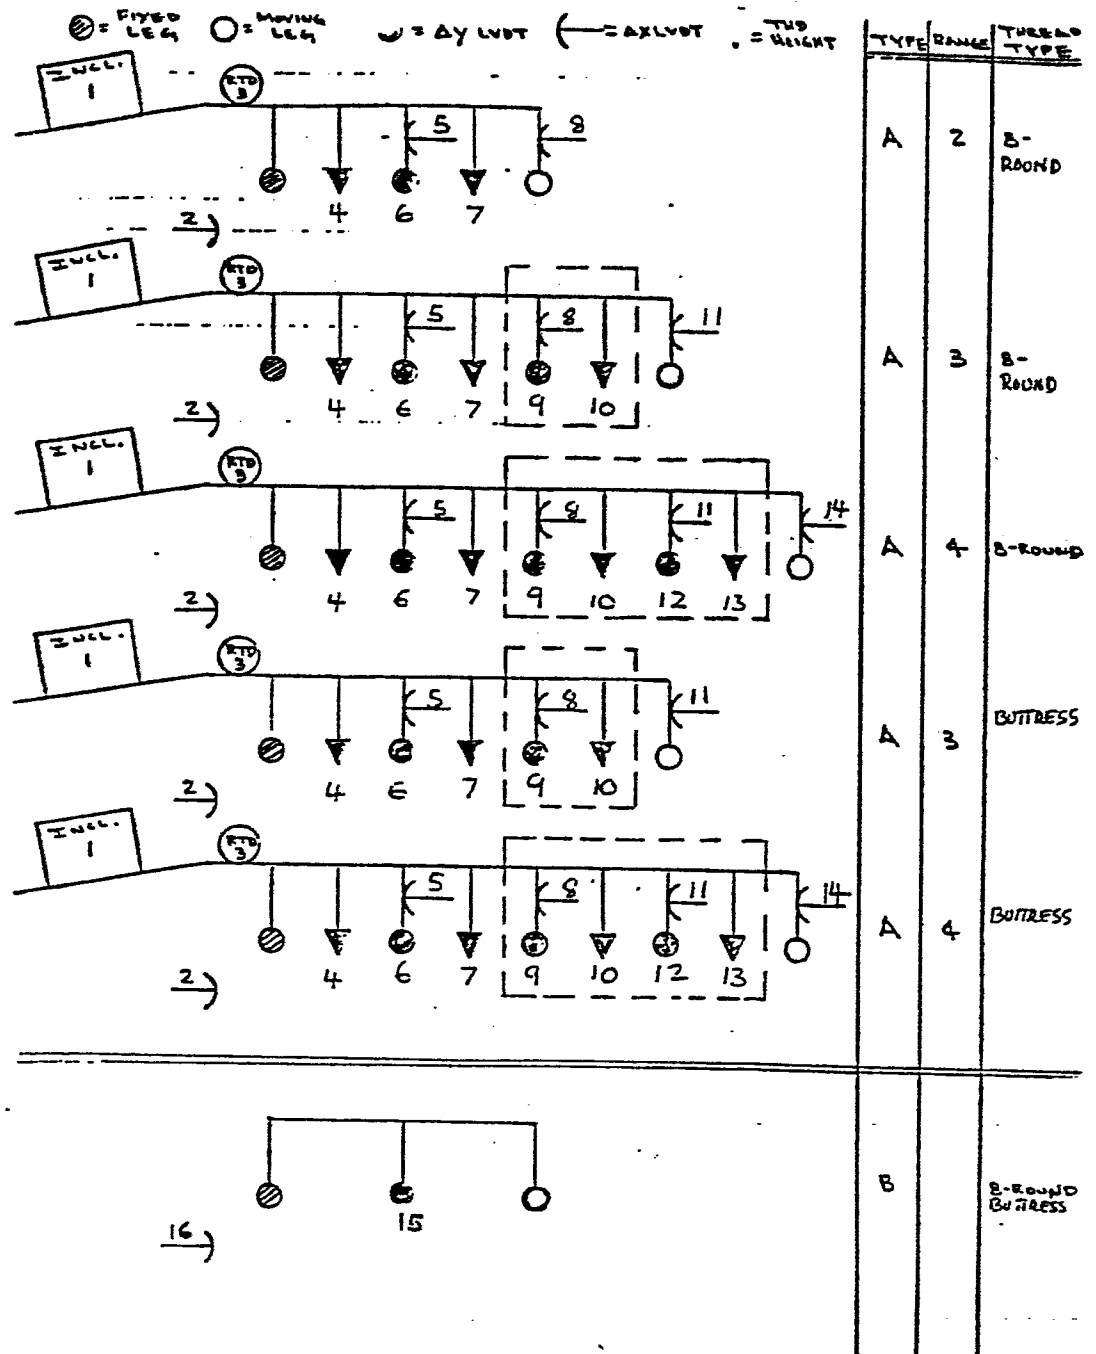 = FIXED LEG
= MOVING LEG
= ΔY LVDT
= ΔXLVDT
= THD HEIGHT
TYPE RANGE THREAD TYPE
INCL. 1
RTD 3
5 8
A 2 8-ROUND
4 6 7
2
INCL. 1
RTD 3
5 8 11
A 3 8-ROUND
4 6 7 9 10
2
INCL. 1
RTD 3
5 8 11 14
A 4 8-ROUND
4 6 7 9 10 12 13
2
INCL. 1
RTD 3
5 8 11
A 3 BUTTRESS
4 6 7 9 10
2
INCL. 1
RTD 3
5 8 11 14
A 4 BUTTRESS
4 6 7 9 10 12 13
2
B 8-ROUND
BUTTRESS
15
16